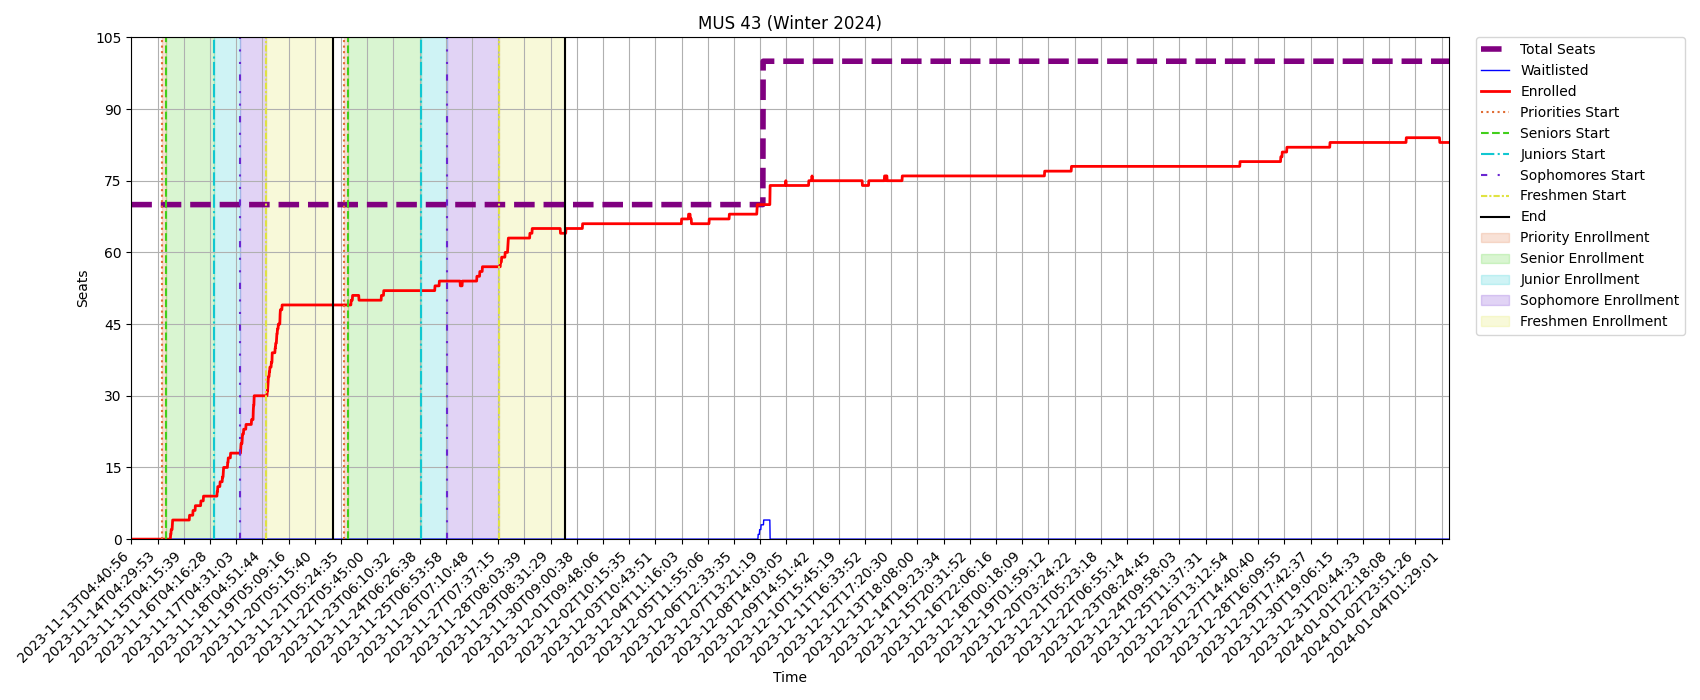 MUS 43 (Winter 2024)
105
90
75
60
45
30
15
0
Seats
2023-11-13T04:40:56
2023-11-14T04:29:53
2023-11-15T04:15:39
2023-11-16T04:16:28
2023-11-17T04:31:03
2023-11-18T04:51:44
2023-11-19T05:09:16
2023-11-20T05:15:40
2023-11-21T05:24:35
2023-11-22T05:45:00
2023-11-23T06:10:32
2023-11-24T06:26:38
2023-11-25T06:53:58
2023-11-26T07:10:48
2023-11-27T07:37:15
2023-11-28T08:03:39
2023-11-29T08:31:29
2023-11-30T09:00:38
2023-12-01T09:48:06
2023-12-02T10:15:35
2023-12-03T10:43:51
2023-12-04T11:16:03
2023-12-05T11:55:06
2023-12-06T12:33:35
2023-12-07T13:21:19
2023-12-08T14:03:05
2023-12-09T14:51:42
2023-12-10T15:45:19
2023-12-11T16:33:52
2023-12-12T17:20:30
2023-12-13T18:08:00
2023-12-14T19:23:34
2023-12-15T20:31:52
2023-12-16T22:06:16
2023-12-18T00:18:09
2023-12-19T01:59:12
2023-12-20T03:24:22
2023-12-21T05:23:18
2023-12-22T06:55:14
2023-12-23T08:24:45
2023-12-24T09:58:03
2023-12-25T11:37:31
2023-12-26T13:12:54
2023-12-27T14:40:40
2023-12-28T16:09:55
2023-12-29T17:42:37
2023-12-30T19:06:15
2023-12-31T20:44:33
2024-01-01T22:18:08
2024-01-02T23:51:26
2024-01-04T01:29:01
Time
Total Seats
Waitlisted
Enrolled
Priorities Start
Seniors Start
Juniors Start
Sophomores Start
Freshmen Start
End
Priority Enrollment
Senior Enrollment
Junior Enrollment
Sophomore Enrollment
Freshmen Enrollment